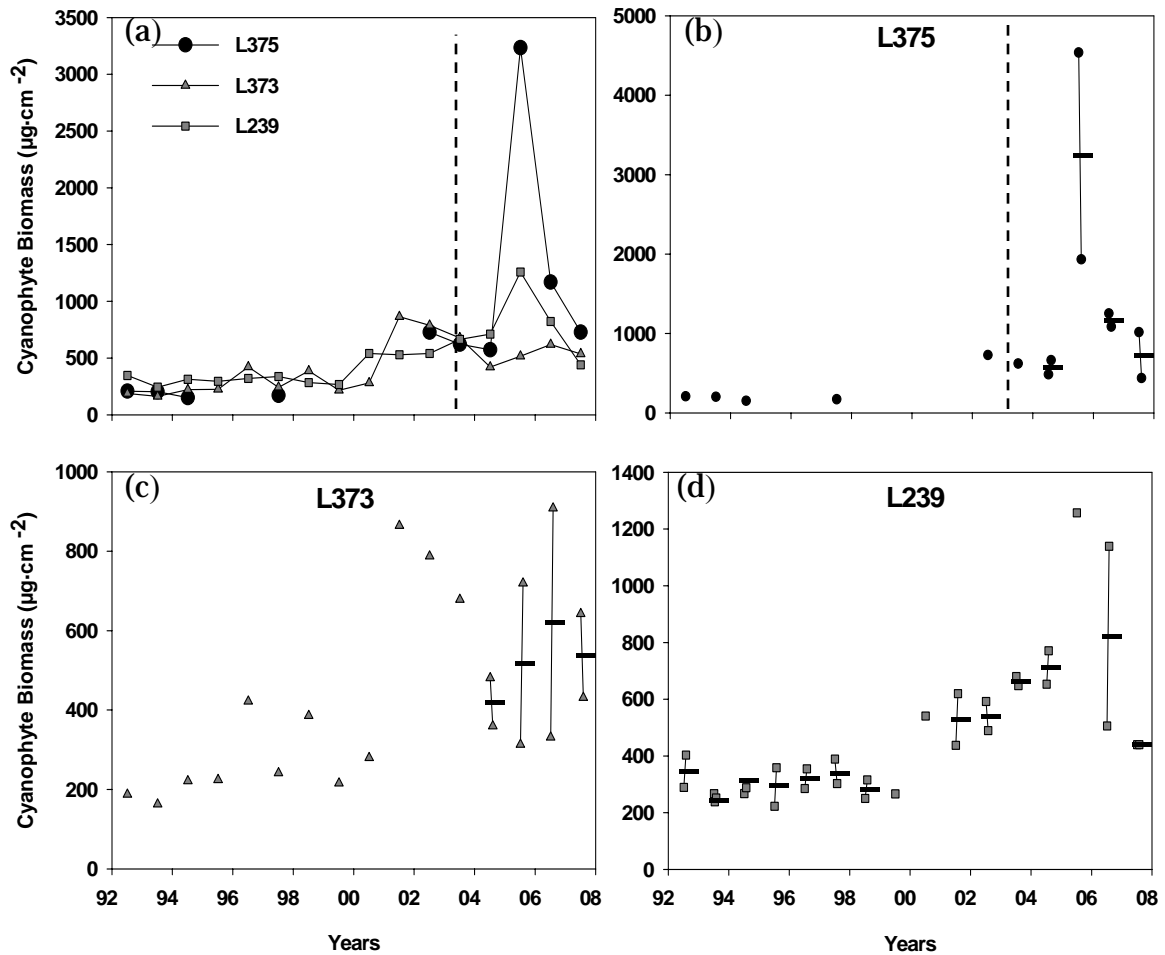 (a)
L375
L373
L239
3500
3000
2500
2000
1500
1000
500
0
Cyanophyte Biomass (µg·cm⁻²)
(b)
L375
5000
4000
3000
2000
1000
0
(c)
L373
1000
800
600
400
200
0
Cyanophyte Biomass (µg·cm⁻²)
92 94 96 98 00 02 04 06 08
Years
(d)
L239
1400
1200
1000
800
600
400
200
0
92 94 96 98 00 02 04 06 08
Years